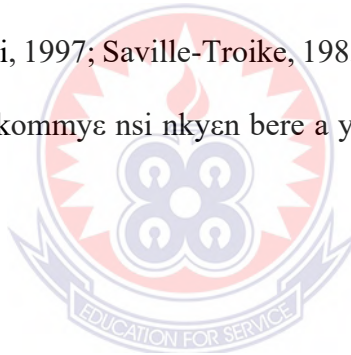 i, 1997; Saville-Troike, 198
kommyɛ nsi nkyɛn bere a y
EDUCATION FOR SERVICE